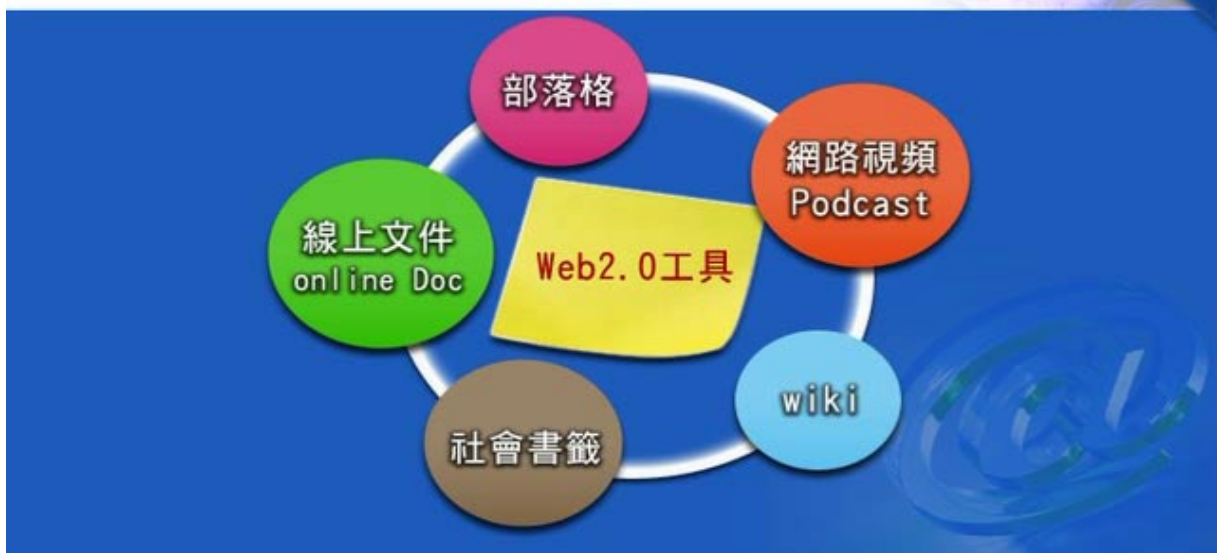 部落格
網路視頻
Podcast
線上文件
online Doc
Web2.0工具
wiki
社會書籤